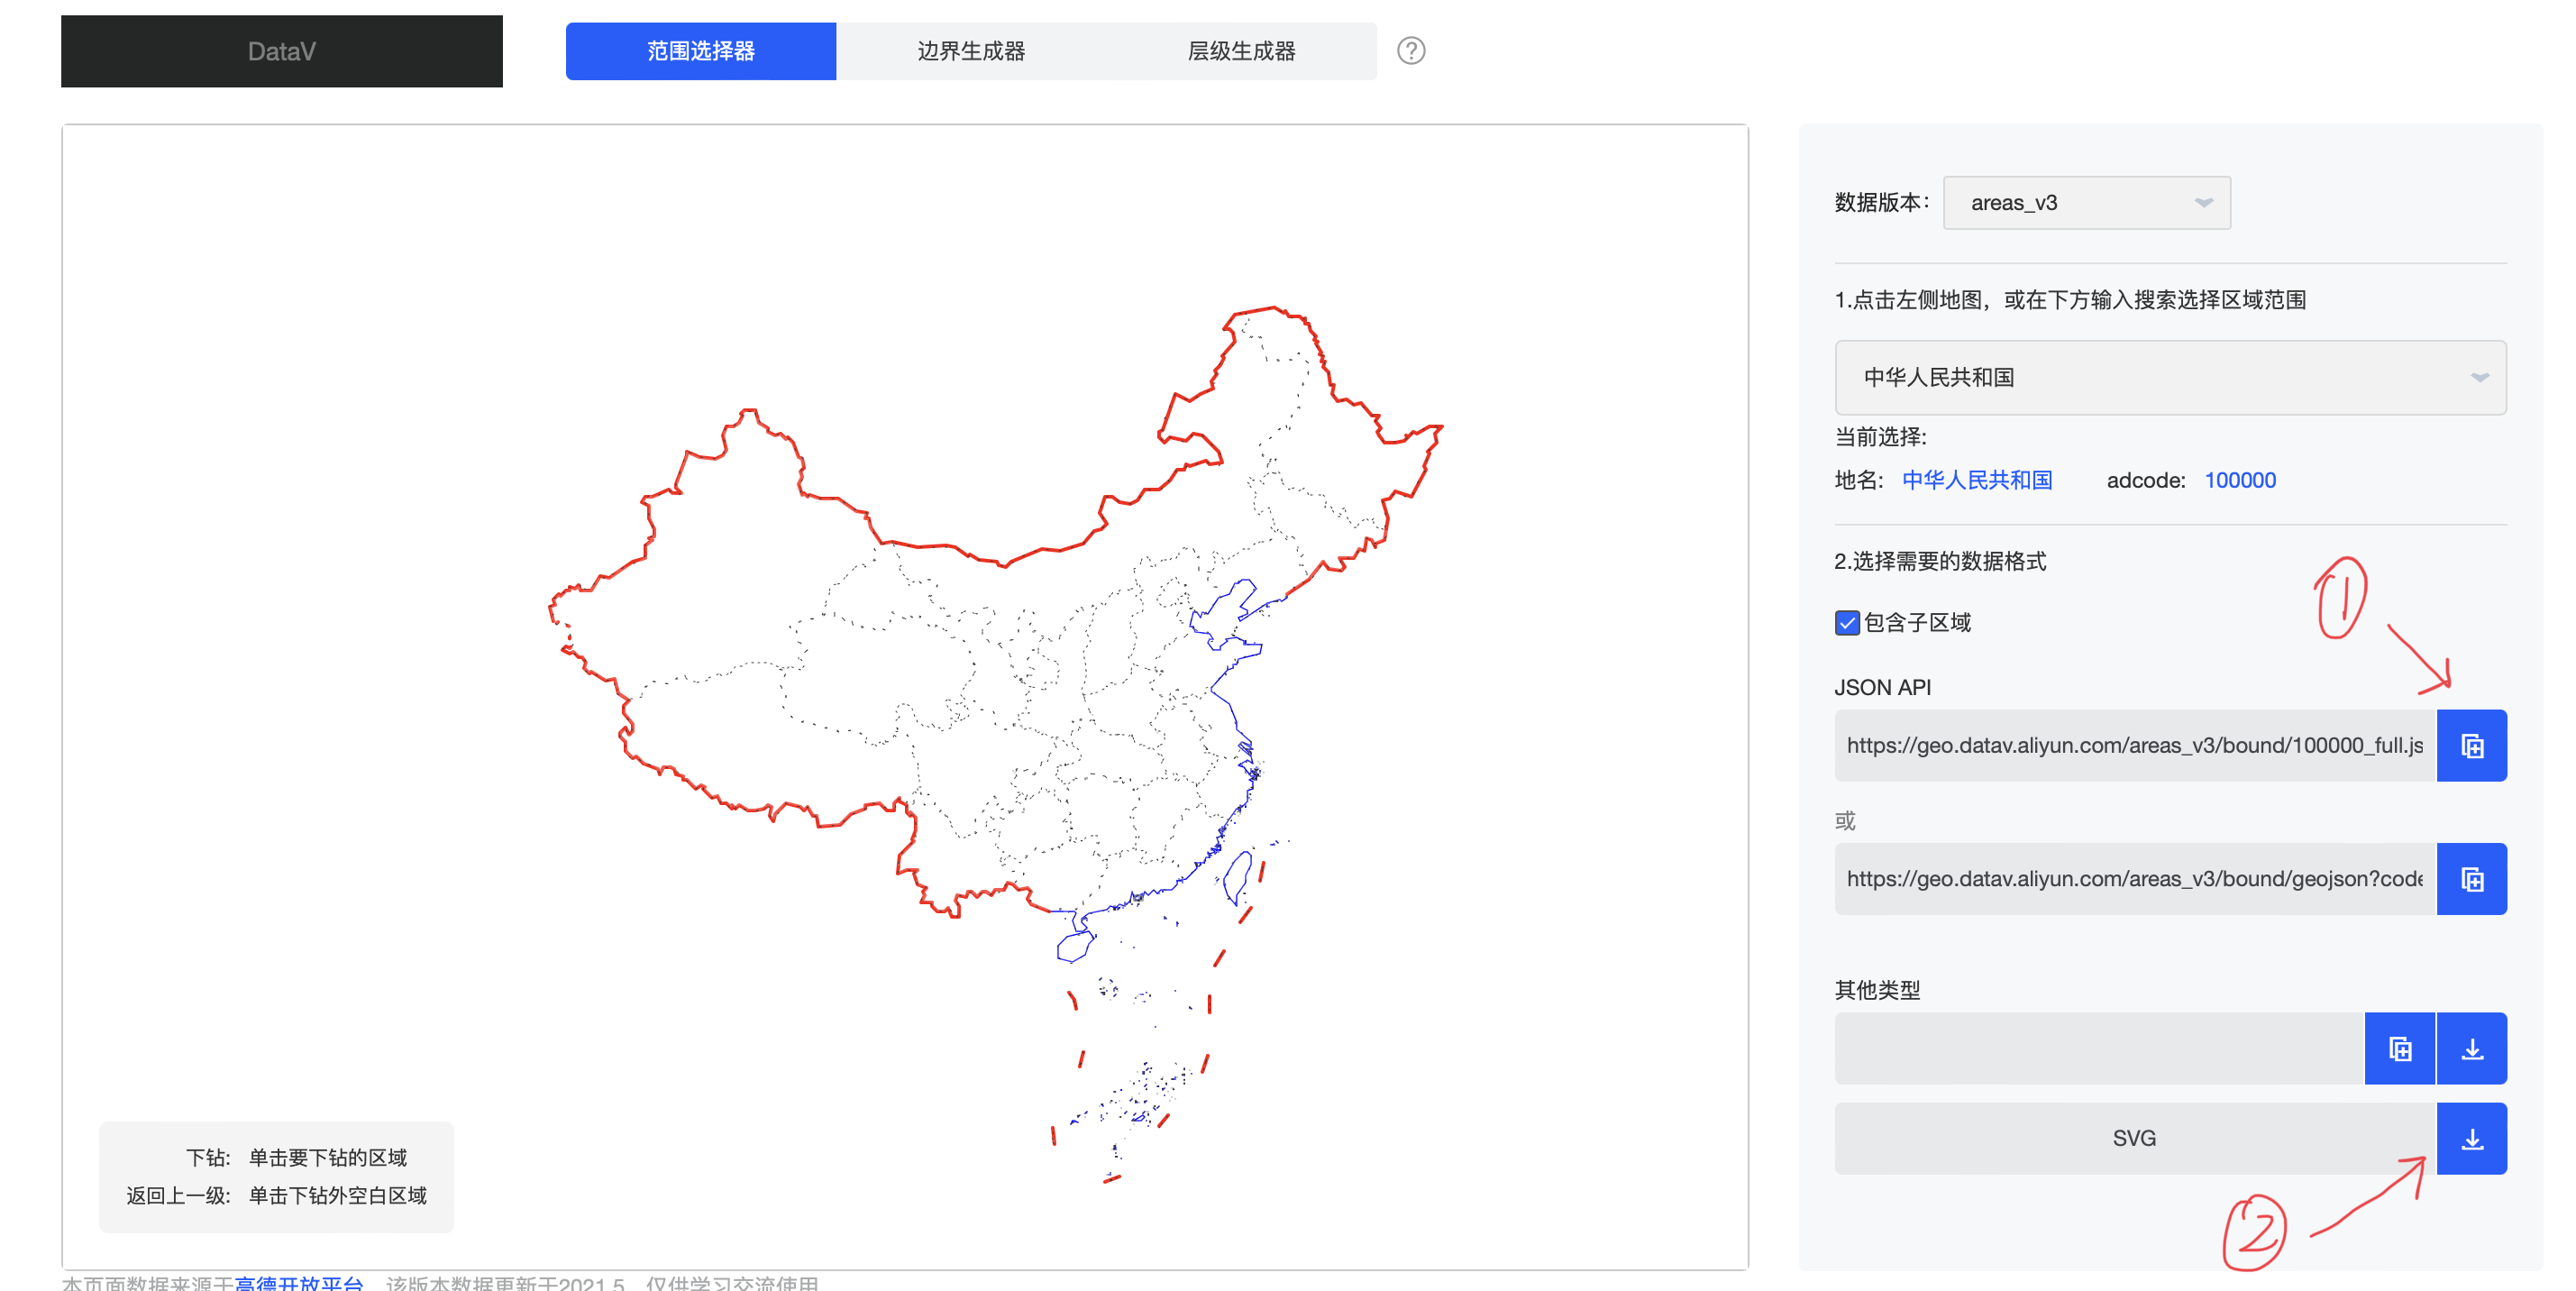 DataV
范围选择器
边界生成器
层级生成器
?
数据版本：
areas_v3
1.点击左侧地图，或在下方输入搜索选择区域范围
中华人民共和国
当前选择:
地名: 中华人民共和国 adcode: 100000
2.选择需要的数据格式
包含子区域
①
JSON API
https://geo.datav.aliyun.com/areas_v3/bound/100000_full.js
或
https://geo.datav.aliyun.com/areas_v3/bound/geojson?code
其他类型
SVG
②
下钻: 单击要下钻的区域
返回上一级: 单击下钻外空白区域
本页面数据来源于高德开放平台 该版本数据更新于2021.5 仅供学习交流使用